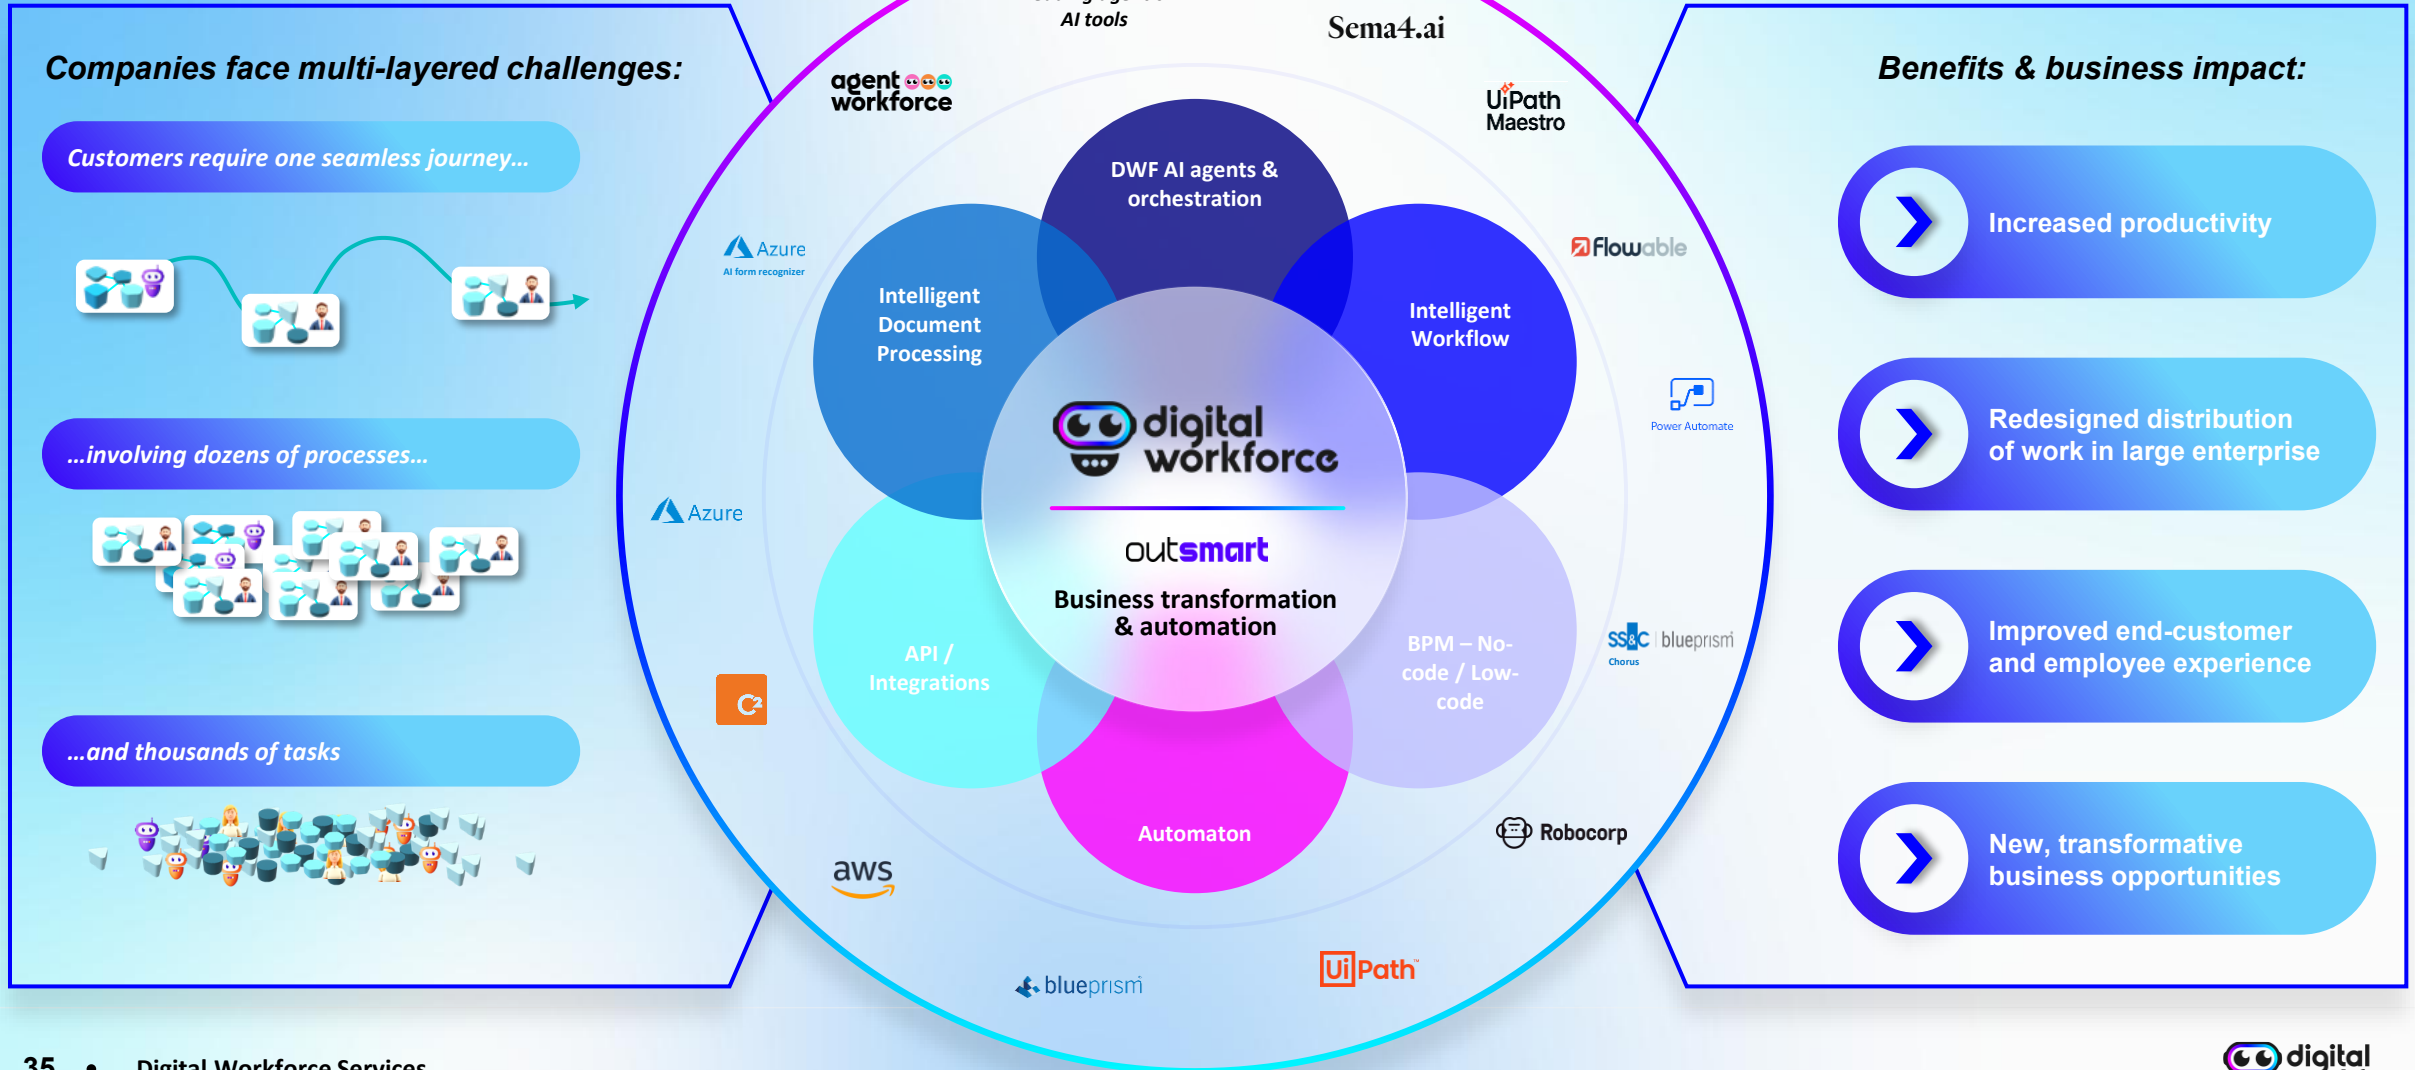 Companies face multi-layered challenges:
Customers require one seamless journey...
...involving dozens of processes...
...and thousands of tasks
AI tools
Sema4.ai
agent
workforce
UiPath
Maestro
DWF AI agents &
orchestration
Azure
AI form recognizer
flowable
Intelligent
Document
Processing
Intelligent
Workflow
Power Automate
digital
workforce
Azure
outsmart
Business transformation
& automation
API /
Integrations
BPM – No-
code / Low-
code
SS&C blueprism
Chorus
C2
Automaton
Robocorp
aws
blueprism
UiPath™
Benefits & business impact:
Increased productivity
Redesigned distribution
of work in large enterprise
Improved end-customer
and employee experience
New, transformative
business opportunities
35 • Digital Workforce Services
digital